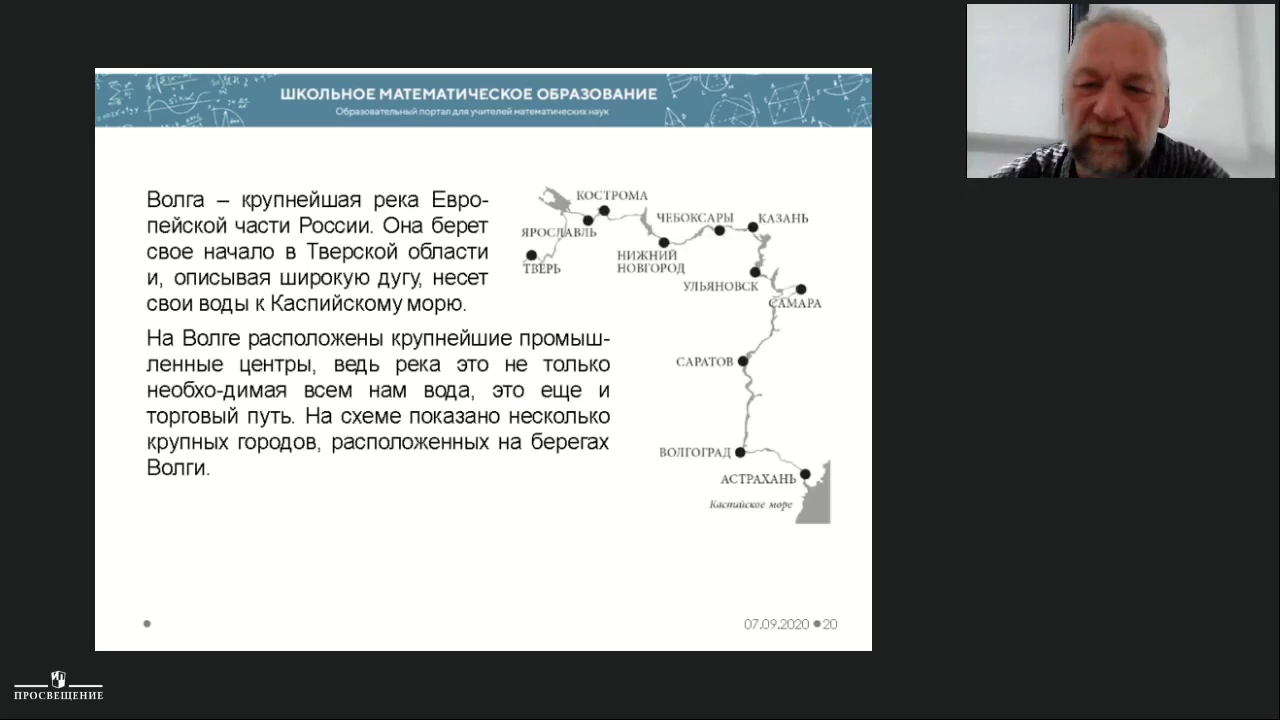 ШКОЛЬНОЕ МАТЕМАТИЧЕСКОЕ ОБРАЗОВАНИЕ
Образовательный портал для учителей математических наук
Волга – крупнейшая река Евро-
пейской части России. Она берет
свое начало в Тверской области
и, описывая широкую дугу, несет
свои воды к Каспийскому морю.
На Волге расположены крупнейшие промыш-
ленные центры, ведь река это не только
необхо-димая всем нам вода, это еще и
торговый путь. На схеме показано несколько
крупных городов, расположенных на берегах
Волги.
КОСТРОМА
ЧЕБОКСАРЫ
КАЗАНЬ
ЯРОСЛАВЛЬ
НИЖНИЙ
НОВГОРОД
ТВЕРЬ
УЛЬЯНОВСК
САМАРА
САРАТОВ
ВОЛГОГРАД
АСТРАХАНЬ
Каспийское море
07.09.2020
20
ПРОСВЕЩЕНИЕ